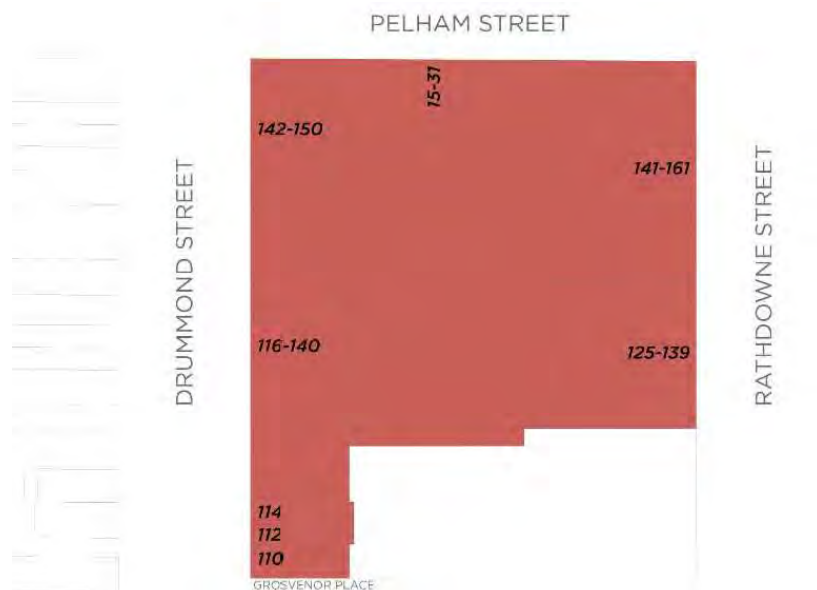 PELHAM STREET
15-31
142-150
141-161
DRUMMOND STREET
RATHDOWNE STREET
116-140
125-139
114
112
110
GROSVENOR PLACE